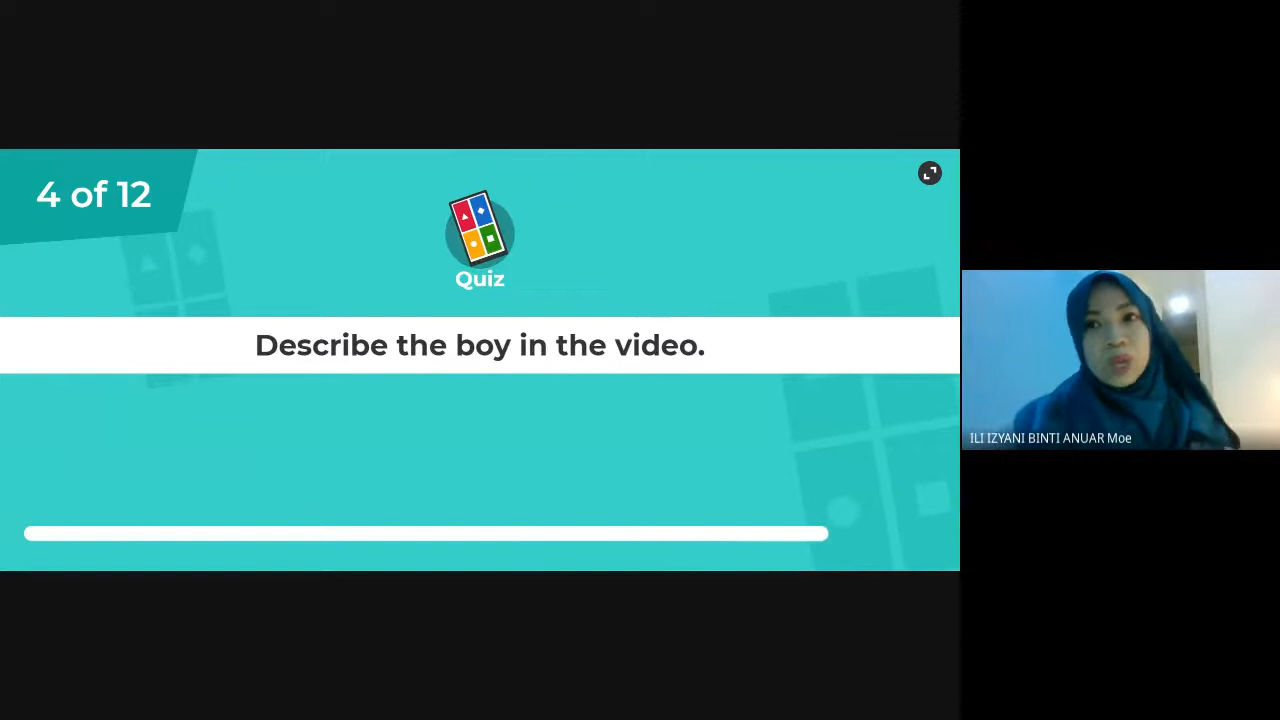 4 of 12
Quiz
Describe the boy in the video.
ILI IZYANI BINTI ANUAR Moe